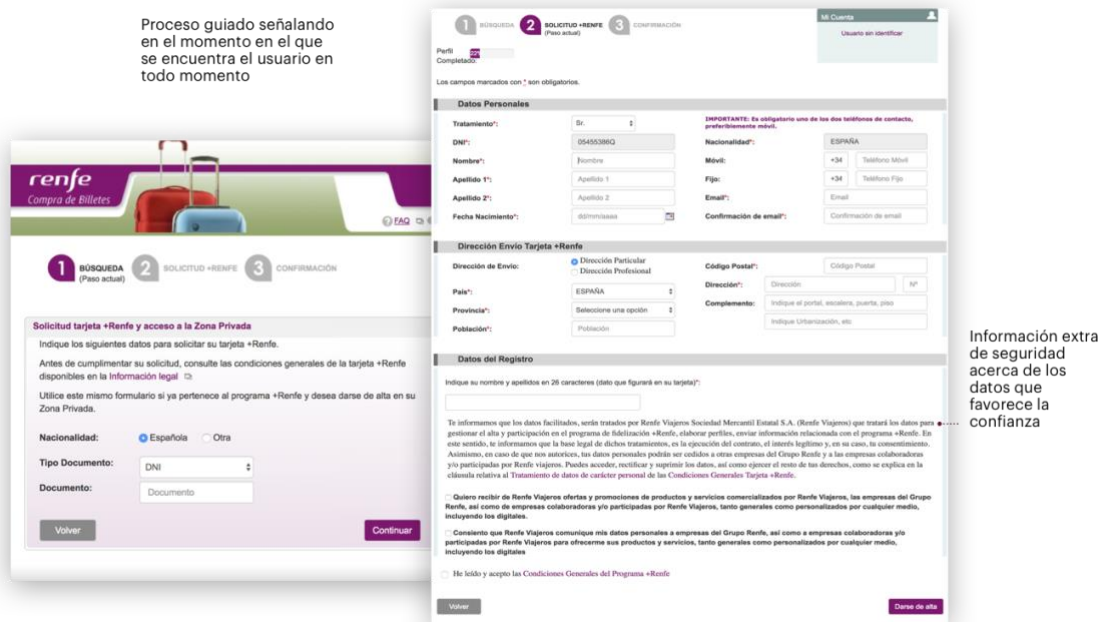 Proceso guiado señalando
en el momento en el que
se encuentra el usuario en
todo momento
renfe
Compra de Billetes
FAQ
1 BÚSQUEDA
(Paso actual)
2 SOLICITUD +RENFE
3 CONFIRMACIÓN
Solicitud tarjeta +Renfe y acceso a la Zona Privada
Indique los siguientes datos para solicitar su tarjeta +Renfe.
Antes de cumplimentar su solicitud, consulte las condiciones generales de la tarjeta +Renfe
disponibles en la Información legal
Utilice este mismo formulario si ya pertenece al programa +Renfe y desea darse de alta en su
Zona Privada.
Nacionalidad: Española Otra
Tipo Documento: DNI
Documento: Documento
Volver Continuar
1 BÚSQUEDA 2 SOLICITUD +RENFE 3 CONFIRMACIÓN
(Paso actual)
Mi Cuenta
Usuario sin identificar
Perfil
Completado:
Los campos marcados con * son obligatorios.
Datos Personales
Tratamiento*: Sr.
DNI*: 05455386Q
Nombre*: Nombre
Apellido 1*: Apellido 1
Apellido 2*: Apellido 2
Fecha Nacimiento*: dd/mm/aaaa
IMPORTANTE: Es obligatorio uno de los dos teléfonos de contacto,
preferiblemente móvil.
Nacionalidad*: ESPAÑA
Móvil: +34 Teléfono Móvil
Fijo: +34 Teléfono Fijo
Email*: Email
Confirmación de email*: Confirmación de email
Dirección Envío Tarjeta +Renfe
Dirección de Envío: Dirección Particular
Dirección Profesional
País*: ESPAÑA
Provincia*: Seleccione una opción
Población*: Población
Código Postal*: Código Postal
Dirección*: Dirección Nº
Complemento: Indique el portal, escalera, puerta, piso
Indique Urbanización, etc
Datos del Registro
Indique su nombre y apellidos en 26 caracteres (dato que figurará en su tarjeta)*:
Te informamos que los datos facilitados, serán tratados por Renfe Viajeros Sociedad Mercantil Estatal S.A. (Renfe Viajeros) que tratará los datos para
gestionar el alta y participación en el programa de fidelización +Renfe, elaborar perfiles, enviar información relacionada con el programa +Renfe. En
este sentido, te informamos que la base legal de dichos tratamientos, es la ejecución del contrato, el interés legítimo y, en su caso, tu consentimiento.
Asimismo, en caso de que nos autorices, tus datos personales podrán ser cedidos a otras empresas del Grupo Renfe y a las empresas colaboradoras
y/o participadas por Renfe viajeros. Puedes acceder, rectificar y suprimir los datos, así como ejercer el resto de tus derechos, como se explica en la
cláusula relativa al Tratamiento de datos de carácter personal de las Condiciones Generales Tarjeta +Renfe.
Quiero recibir de Renfe Viajeros ofertas y promociones de productos y servicios comercializados por Renfe Viajeros, las empresas del Grupo
Renfe, así como de empresas colaboradoras y/o participadas por Renfe Viajeros, tanto generales como personalizados por cualquier medio,
incluyendo los digitales.
Consiento que Renfe Viajeros comunique mis datos personales a empresas del Grupo Renfe, así como a empresas colaboradoras y/o
participadas por Renfe Viajeros para ofrecerme sus productos y servicios, tanto generales como personalizados por cualquier medio,
incluyendo los digitales
He leído y acepto las Condiciones Generales del Programa +Renfe
Volver Darse de alta
Información extra
de seguridad
acerca de los
datos que
favorece la
confianza